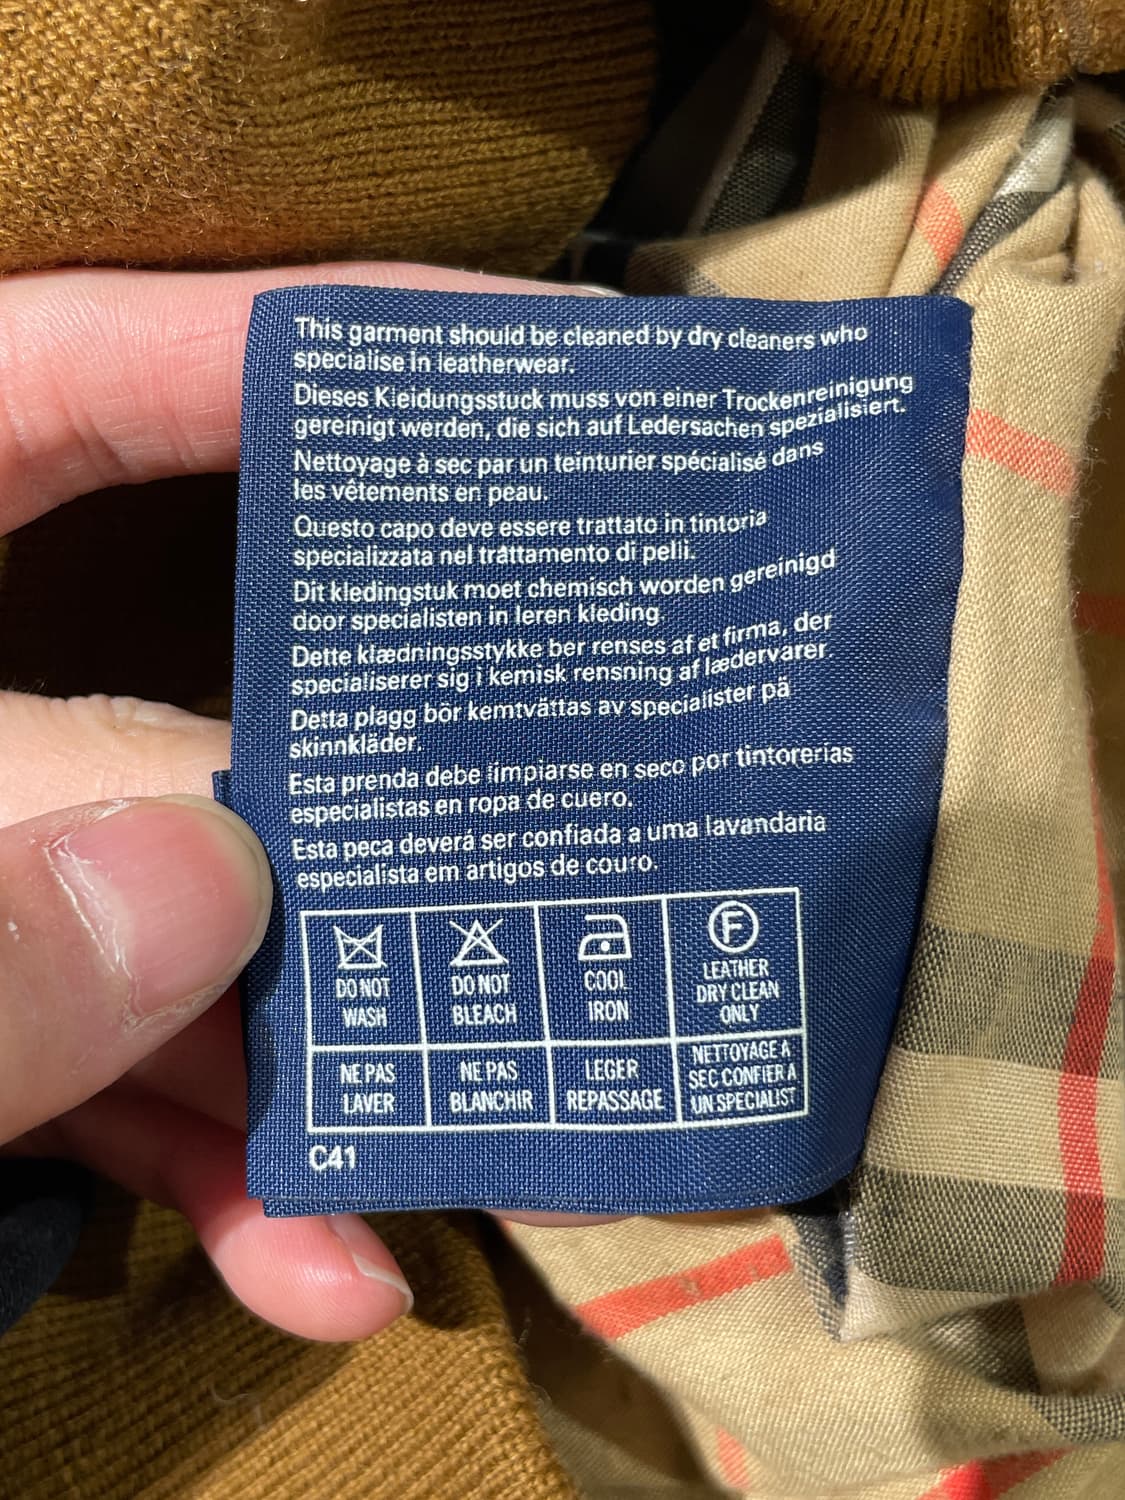 This garment should be cleaned by dry cleaners who
specialise in leatherwear.
Dieses Kleidungsstuck muss von einer Trockenreinigung
gereinigt werden, die sich auf Ledersachen spezialisiert.
Nettoyage à sec par un teinturier spécialisé dans
les vêtements en peau.
Questo capo deve essere trattato in tintoria
specializzata nel tráttamento di pelli.
Dit kledingstuk moet chemisch worden gereinigd
door specialisten in leren kleding.
Dette klædningsstykke ber renses af et firma, der
specialiserer sig i kemisk rensning af lædervarer.
Detta plagg bör kemtvättas av specialister på
skinnkläder.
Esta prenda debe limpiarse en seco por tintorerias
especialistas en ropa de cuero.
Esta peca deverá ser confiada a uma lavandaria
especialista em artigos de couro.
DO NOT
WASH
DO NOT
BLEACH
COOL
IRON
F
LEATHER
DRY CLEAN
ONLY
NE PAS
LAVER
NE PAS
BLANCHIR
LEGER
REPASSAGE
NETTOYAGE A
SEC CONFIER A
UN SPECIALIST
C41